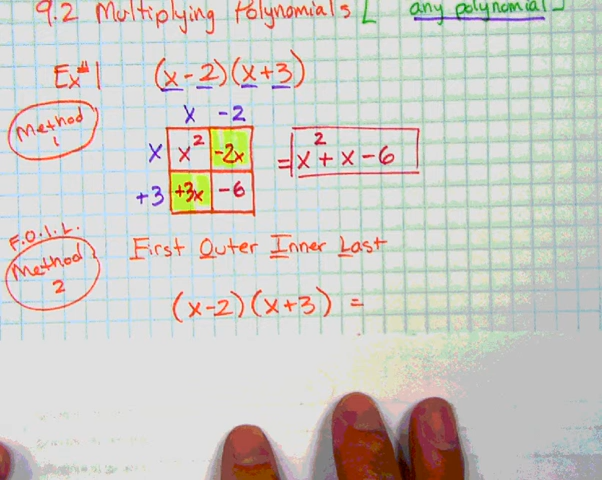 9.2 Multiplying Polynomials [ any polynomial ]
Ex#1 (x-2)(x+3)
Method 1
x -2
x x² -2x
+3 +3x -6
= x² + x - 6
F.O.I.L.
Method 2
First Outer Inner Last
(x-2)(x+3) =